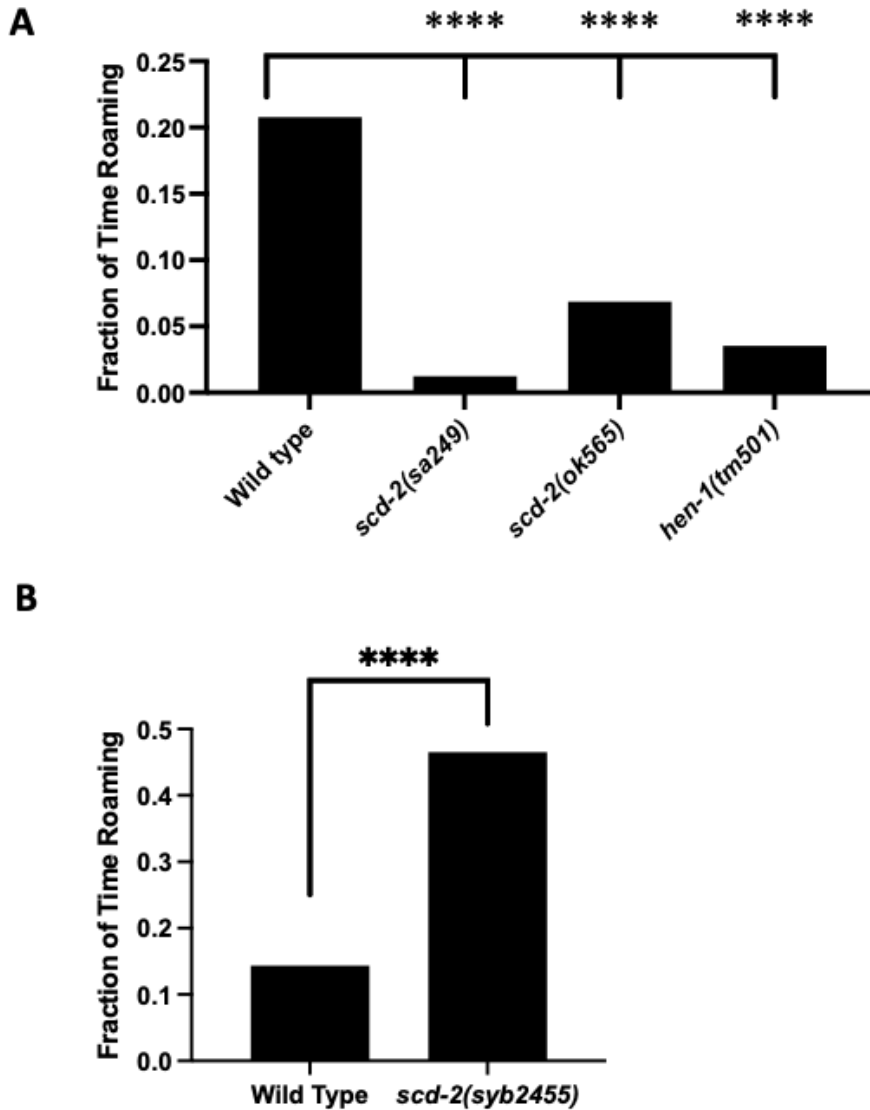 A
**** **** ****
Fraction of Time Roaming
0.25
0.20
0.15
0.10
0.05
0.00
Wild type
scd-2(sa249)
scd-2(ok565)
hen-1(tm501)
B
****
Fraction of Time Roaming
0.5
0.4
0.3
0.2
0.1
0.0
Wild Type scd-2(syb2455)